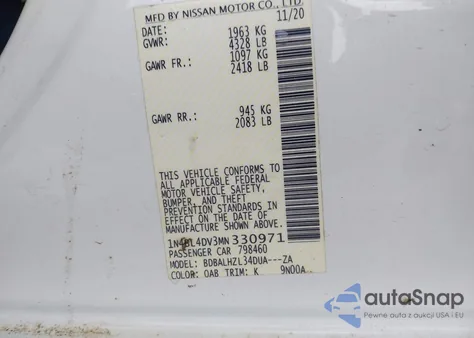 MFD BY NISSAN MOTOR CO., LTD.
DATE: 11/20
GVWR: 1963 KG
4328 LB
GAWR FR.: 1097 KG
2418 LB
GAWR RR.: 945 KG
2083 LB
THIS VEHICLE CONFORMS TO
ALL APPLICABLE FEDERAL
MOTOR VEHICLE SAFETY,
BUMPER, AND THEFT
PREVENTION STANDARDS IN
EFFECT ON THE DATE OF
MANUFACTURE SHOWN ABOVE.
1N4BL4DV3MN330971
PASSENGER CAR 798460
MODEL: BDBALHZL34DUA---ZA
COLOR: QAB TRIM: K 9N00A
autoSnap
Pewne auto z aukcji USA i EU